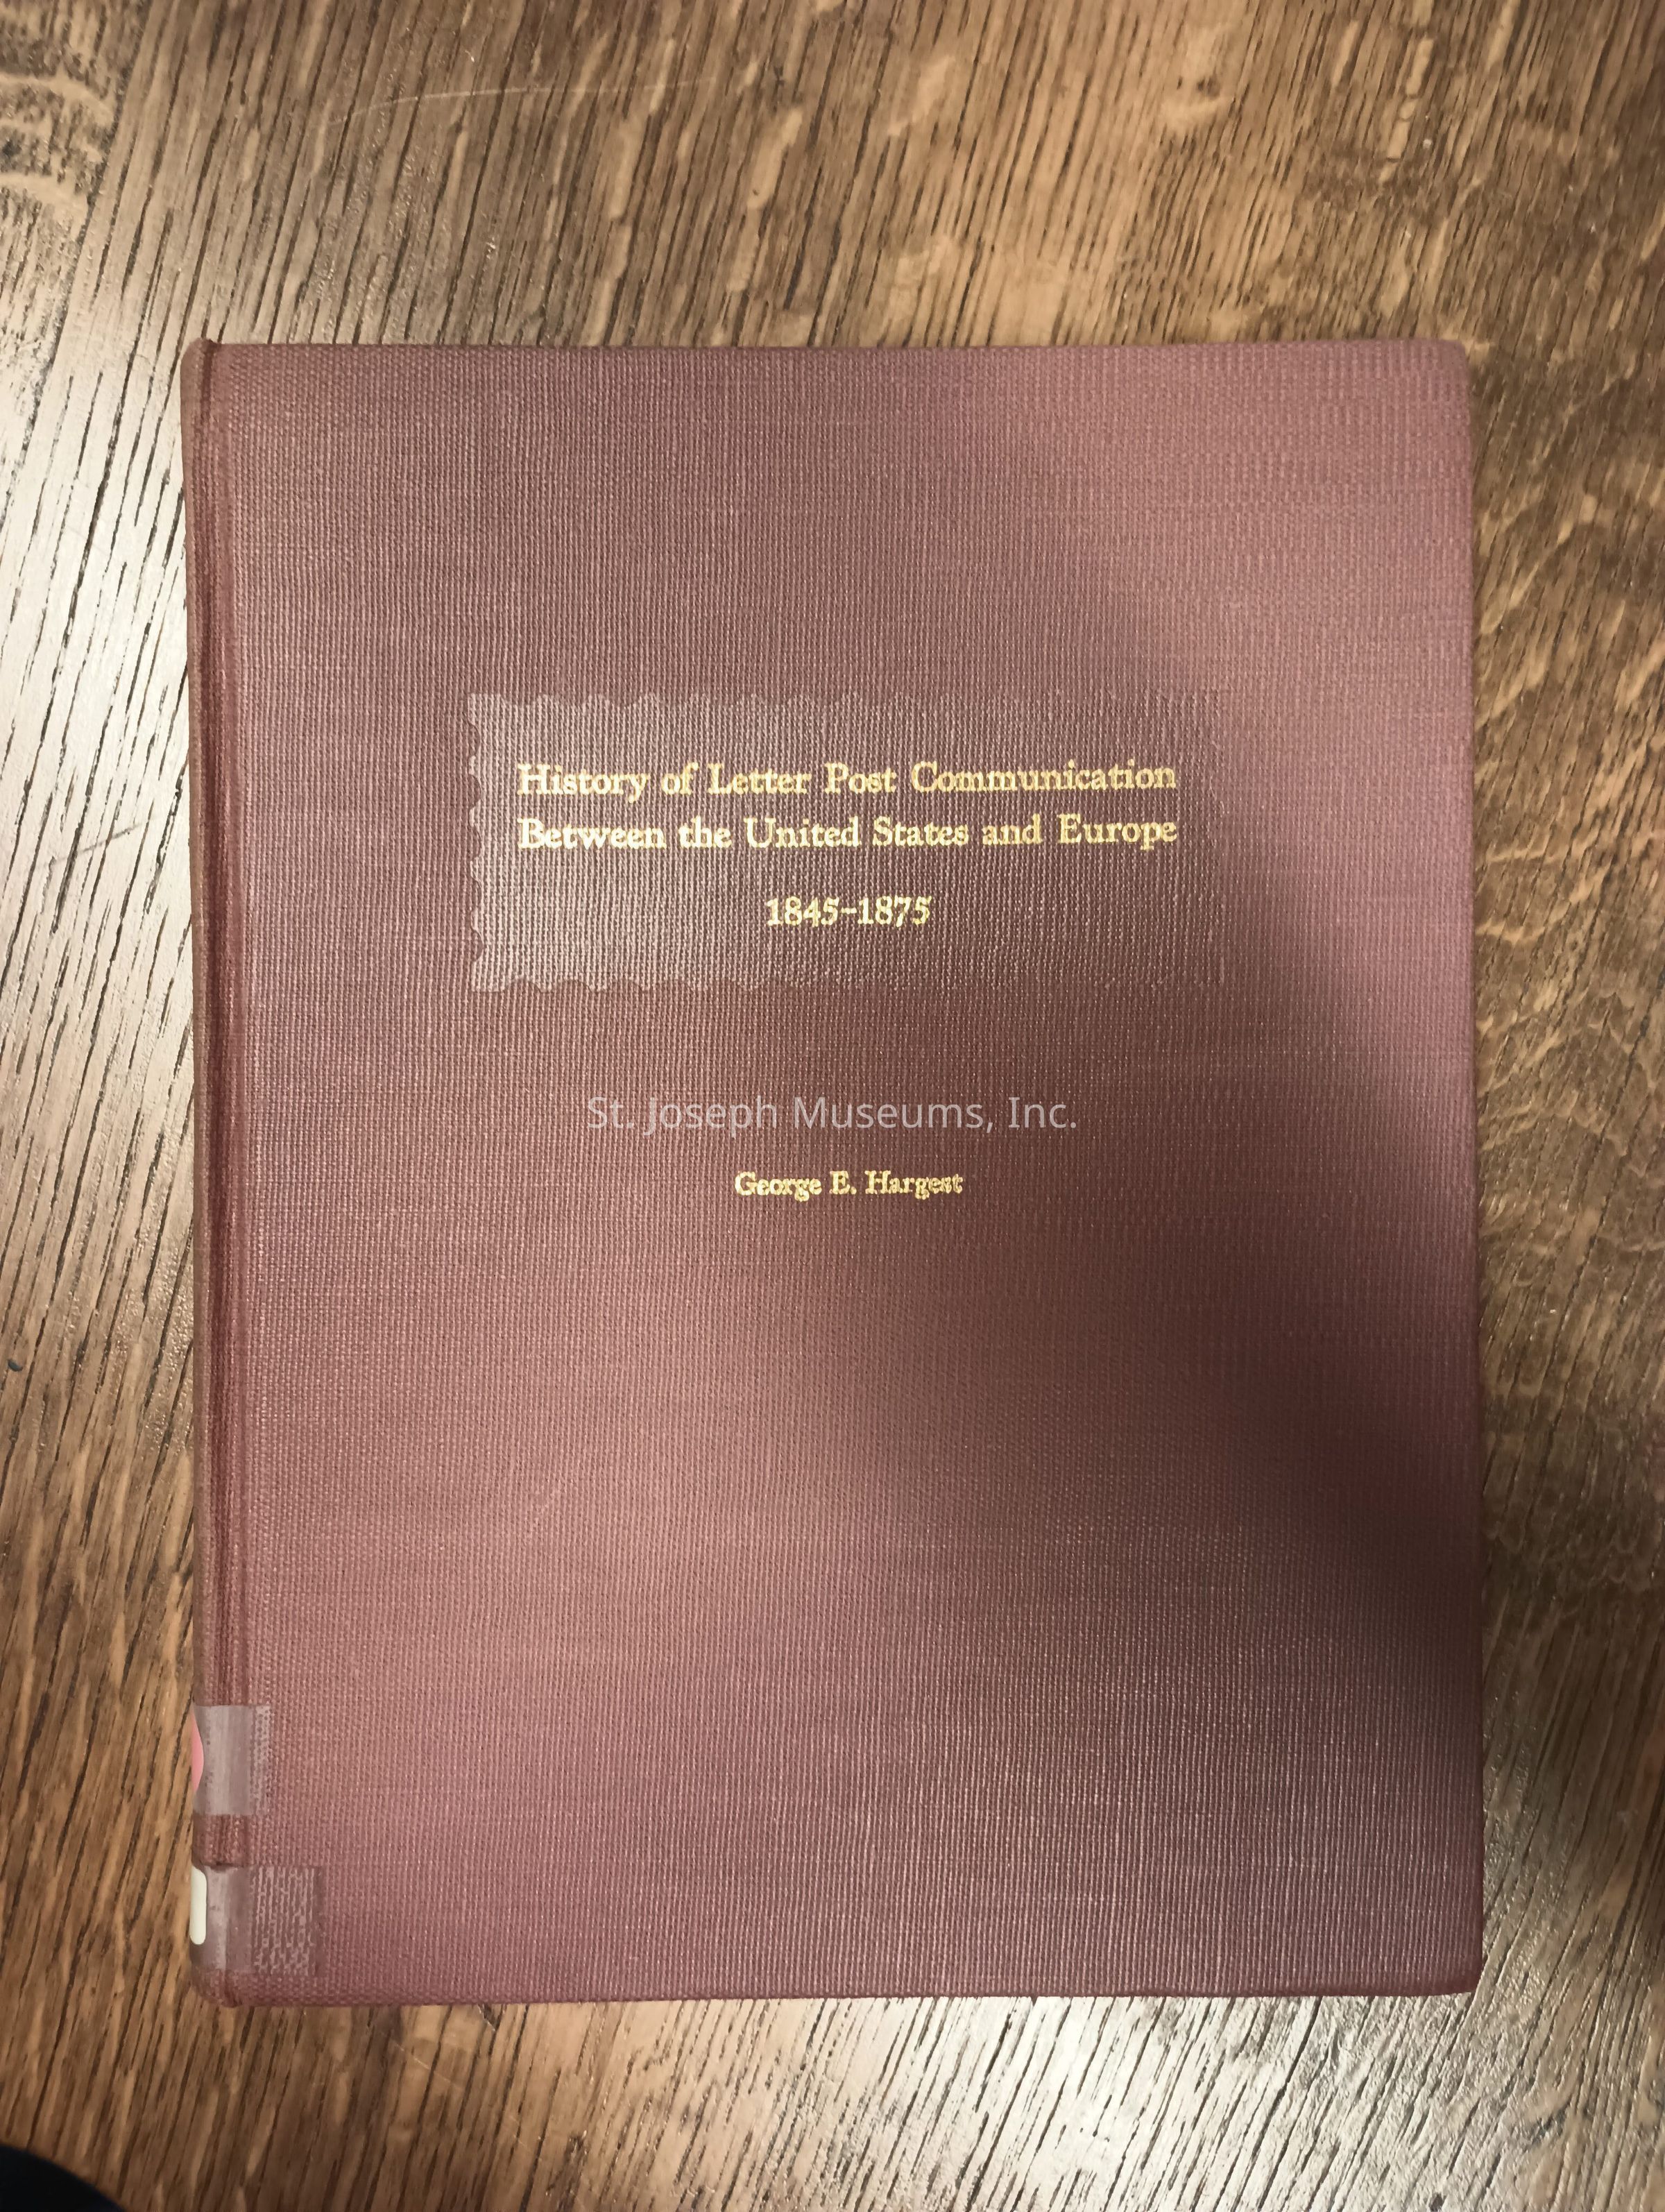 History of Letter Post Communication
Between the United States and Europe
1845-1875
St. Joseph Museums, Inc.
George E. Hargest